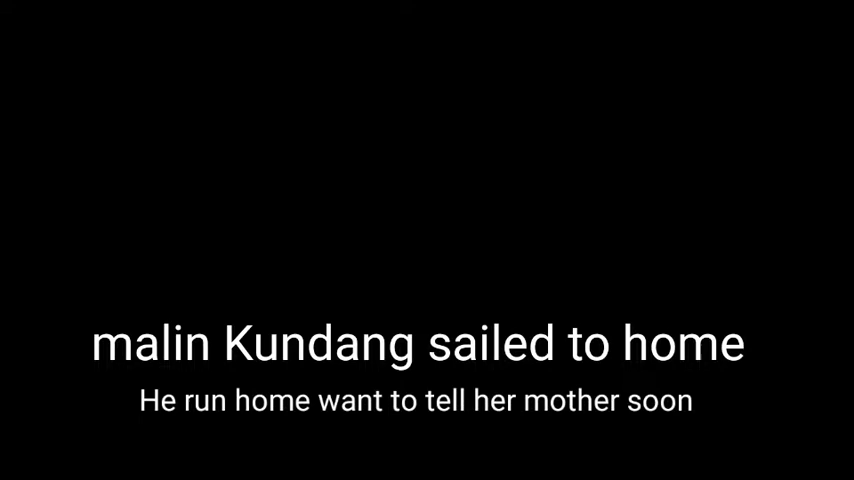 malin Kundang sailed to home
He run home want to tell her mother soon